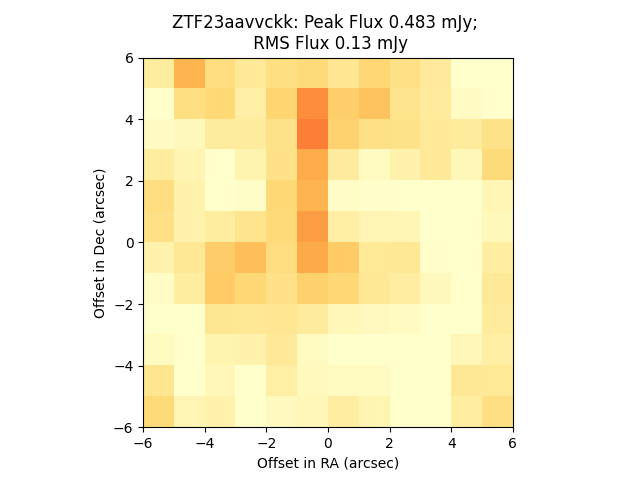 ZTF23aavvckk: Peak Flux 0.483 mJy;
RMS Flux 0.13 mJy
6
4
2
0
−2
−4
−6
Offset in Dec (arcsec)
−6 −4 −2 0 2 4 6
Offset in RA (arcsec)